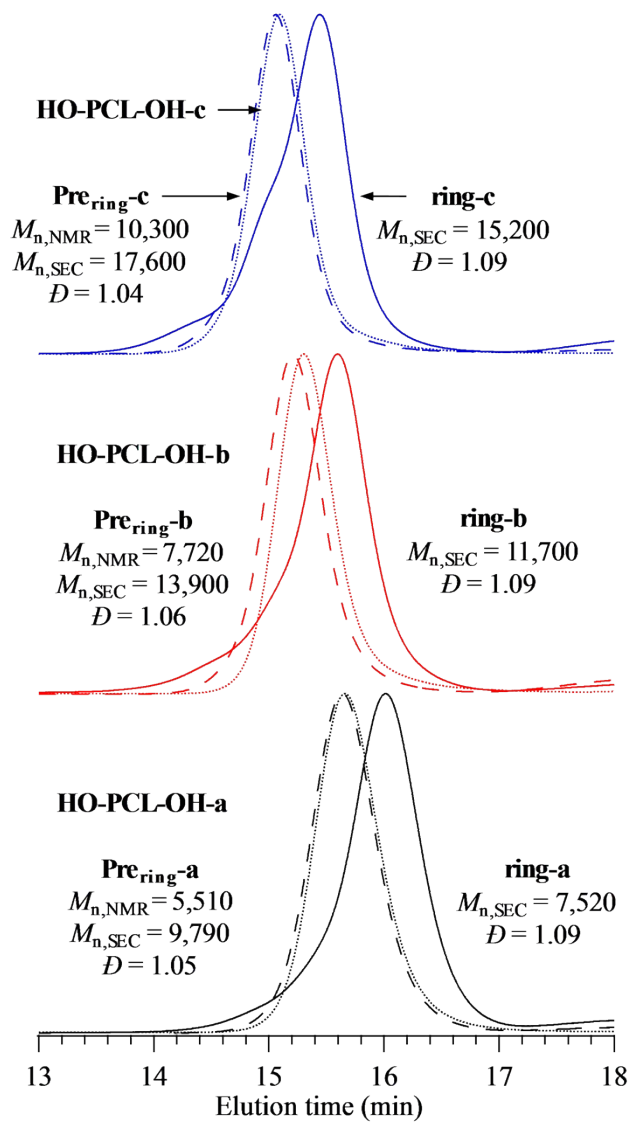 HO-PCL-OH-c
Prering-c
Mn,NMR = 10,300
Mn,SEC = 17,600
Đ = 1.04
ring-c
Mn,SEC = 15,200
Đ = 1.09
HO-PCL-OH-b
Prering-b
Mn,NMR = 7,720
Mn,SEC = 13,900
Đ = 1.06
ring-b
Mn,SEC = 11,700
Đ = 1.09
HO-PCL-OH-a
Prering-a
Mn,NMR = 5,510
Mn,SEC = 9,790
Đ = 1.05
ring-a
Mn,SEC = 7,520
Đ = 1.09
13 14 15 16 17 18
Elution time (min)